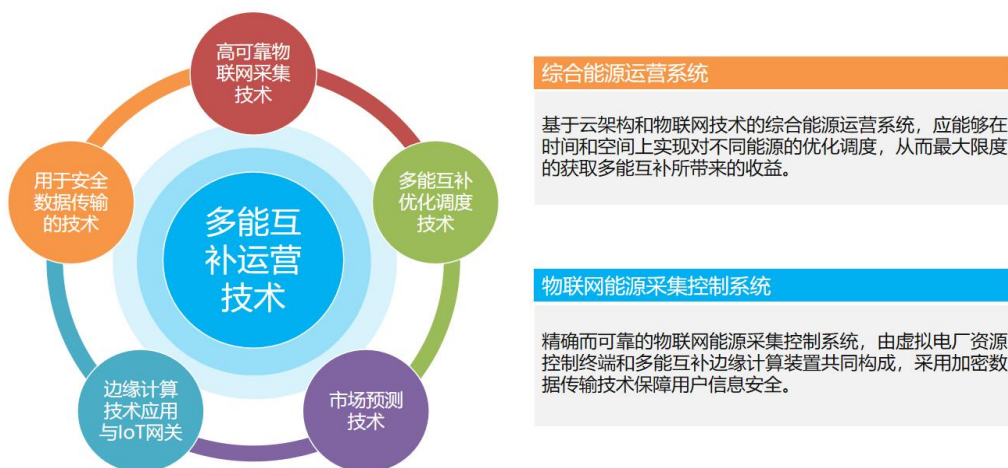 高可靠物
联网采集
技术
用于安全
数据传输
的技术
多能互补
优化调度
技术
多能互
补运营
技术
边缘计算
技术应用
与IoT网关
市场预测
技术
综合能源运营系统
基于云架构和物联网技术的综合能源运营系统，应能够在
时间和空间上实现对不同能源的优化调度，从而最大限度
的获取多能互补所带来的收益。
物联网能源采集控制系统
精确而可靠的物联网能源采集控制系统，由虚拟电厂资源
控制终端和多能互补边缘计算装置共同构成，采用加密数
据传输技术保障用户信息安全。